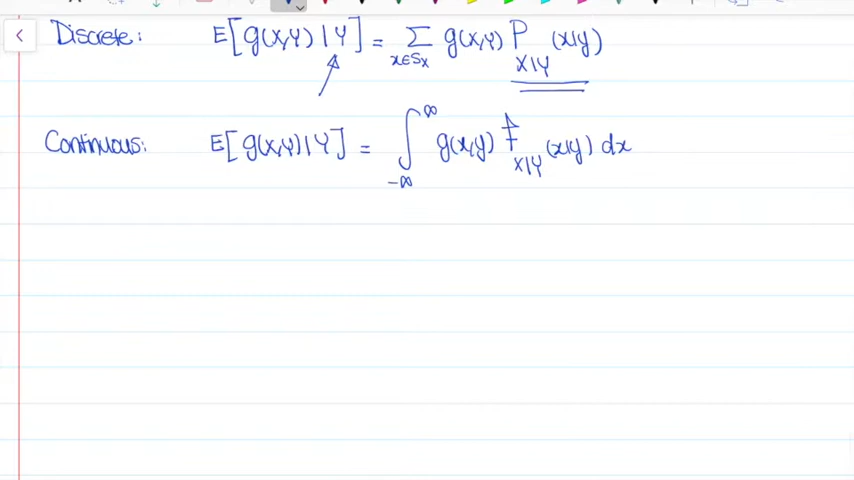 Discrete: E[g(X,Y) | Y] = Σ_{x∈S_X} g(x,y) P_{X|Y} (x|y)
Continuous: E[g(X,Y) | Y] = ∫_{-∞}^{∞} g(x,y) f_{X|Y} (x|y) dx